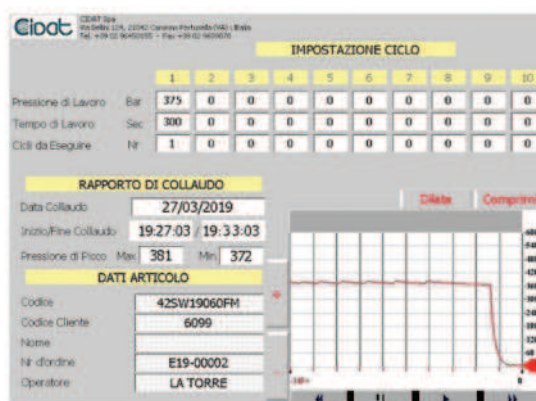 Cidat
CIDAT Spa
IMPOSTAZIONE CICLO
1 2 3 4 5 6 7 8 9 10
Pressione di Lavoro Bar 375 0 0 0 0 0 0 0 0 0
Tempo di Lavoro Sec 300 0 0 0 0 0 0 0 0 0
Cicli da Eseguire Nr 1 0 0 0 0 0 0 0 0 0
RAPPORTO DI COLLAUDO
Data Collaudo 27/03/2019
Inizio/Fine Collaudo 19:27:03 / 19:33:03
Pressione di Picco Max 381 Min 372
Dilata Comprimi
DATI ARTICOLO
Codice 42SW19060FM
Codice Cliente 6099
Nome
Nr d'ordine E19-00002
Operatore LA TORRE
0